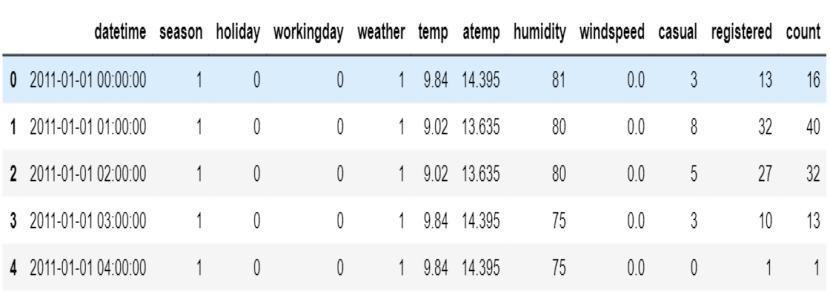 datetime season holiday workingday weather temp atemp humidity windspeed casual registered count
0 2011-01-01 00:00:00 1 0 0 1 9.84 14.395 81 0.0 3 13 16
1 2011-01-01 01:00:00 1 0 0 1 9.02 13.635 80 0.0 8 32 40
2 2011-01-01 02:00:00 1 0 0 1 9.02 13.635 80 0.0 5 27 32
3 2011-01-01 03:00:00 1 0 0 1 9.84 14.395 75 0.0 3 10 13
4 2011-01-01 04:00:00 1 0 0 1 9.84 14.395 75 0.0 0 1 1